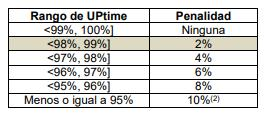 Rango de UPtime Penalidad
<99%, 100%] Ninguna
<98%, 99%] 2%
<97%, 98%] 4%
<96%, 97%] 6%
<95%, 96%] 8%
Menos o igual a 95% 10%(2)